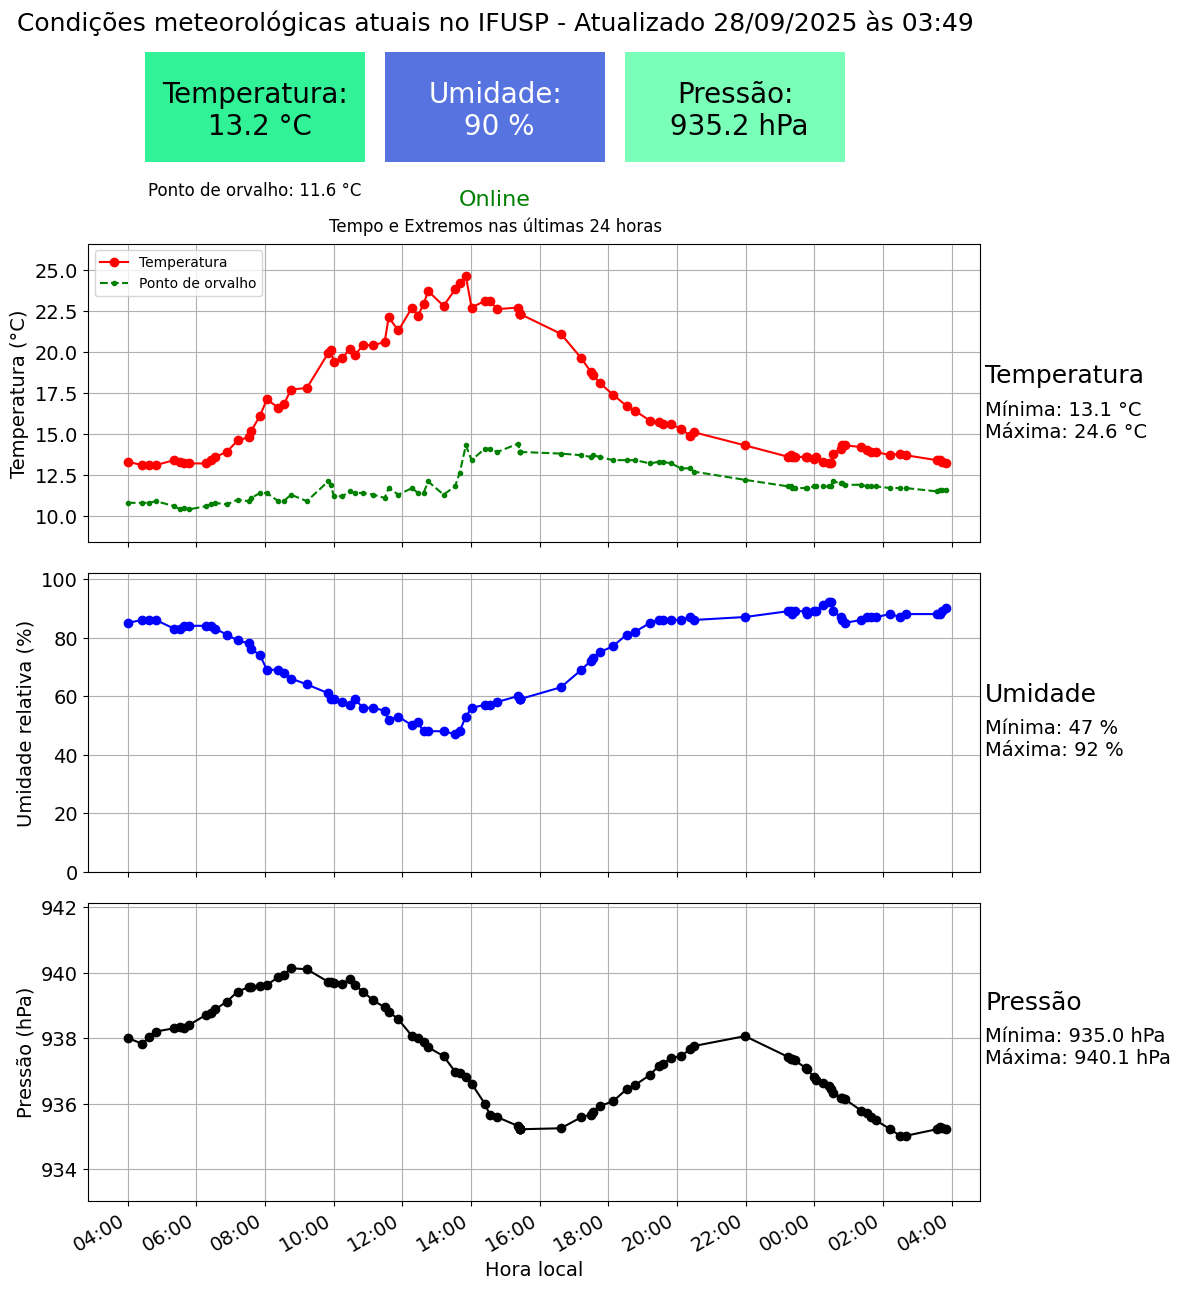 Condições meteorológicas atuais no IFUSP - Atualizado 28/09/2025 às 03:49
Temperatura:
13.2 °C
Umidade:
90 %
Pressão:
935.2 hPa
Ponto de orvalho: 11.6 °C
Online
Tempo e Extremos nas últimas 24 horas
Temperatura
Ponto de orvalho
Temperatura (°C)
25.0
22.5
20.0
17.5
15.0
12.5
10.0
Temperatura
Mínima: 13.1 °C
Máxima: 24.6 °C
Umidade relativa (%)
100
80
60
40
20
0
Umidade
Mínima: 47 %
Máxima: 92 %
Pressão (hPa)
942
940
938
936
934
Pressão
Mínima: 935.0 hPa
Máxima: 940.1 hPa
04:00 06:00 08:00 10:00 12:00 14:00 16:00 18:00 20:00 22:00 00:00 02:00 04:00
Hora local